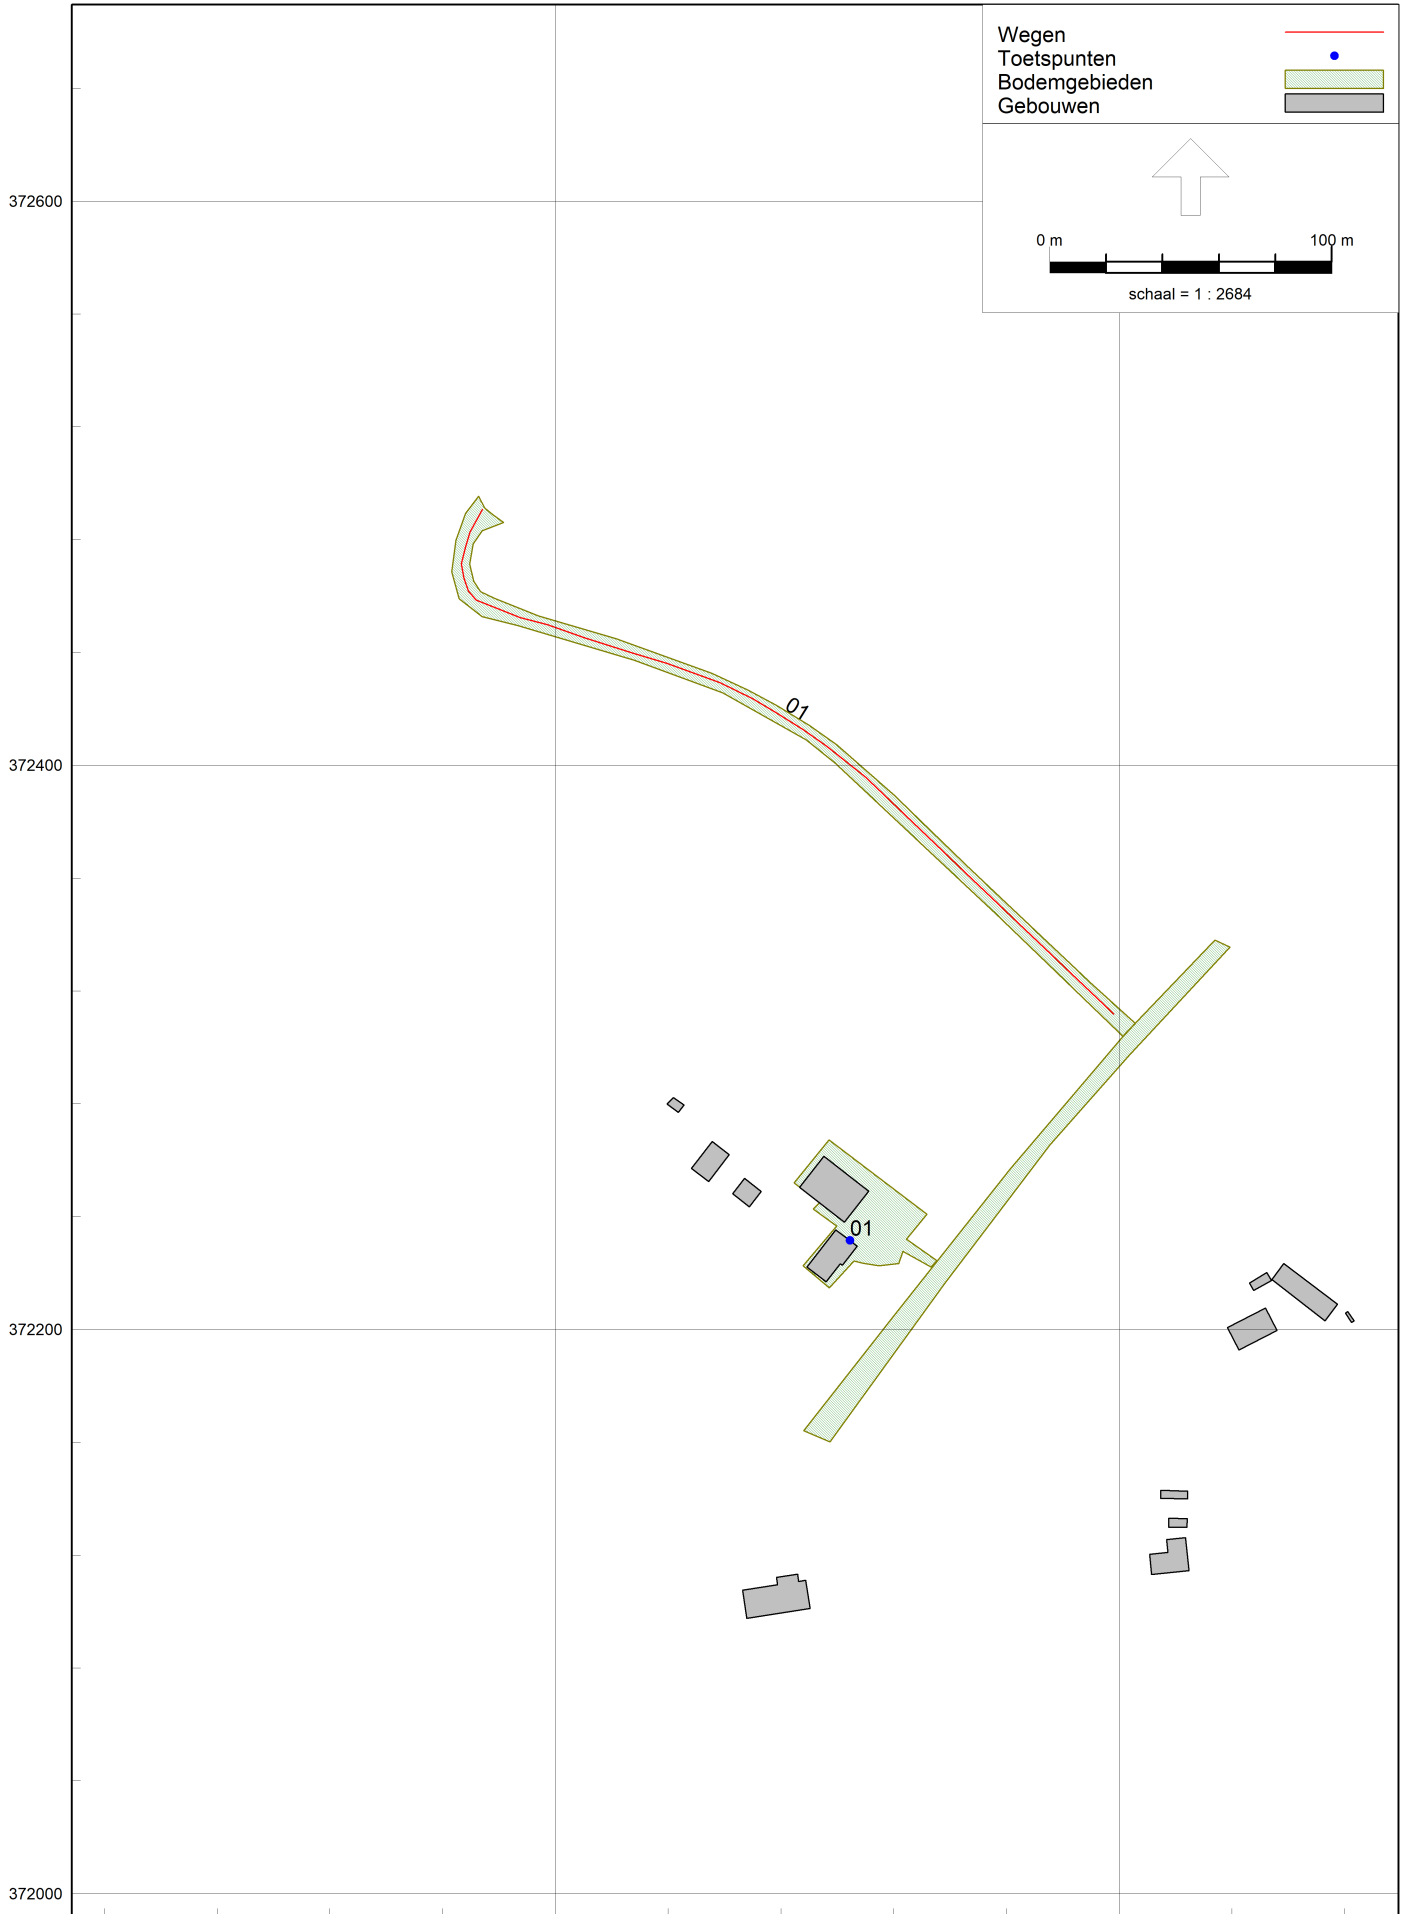 Wegen
Toetspunten
Bodemgebieden
Gebouwen
372600
0 m 100 m
schaal = 1 : 2684
01
372400
01
372200
372000